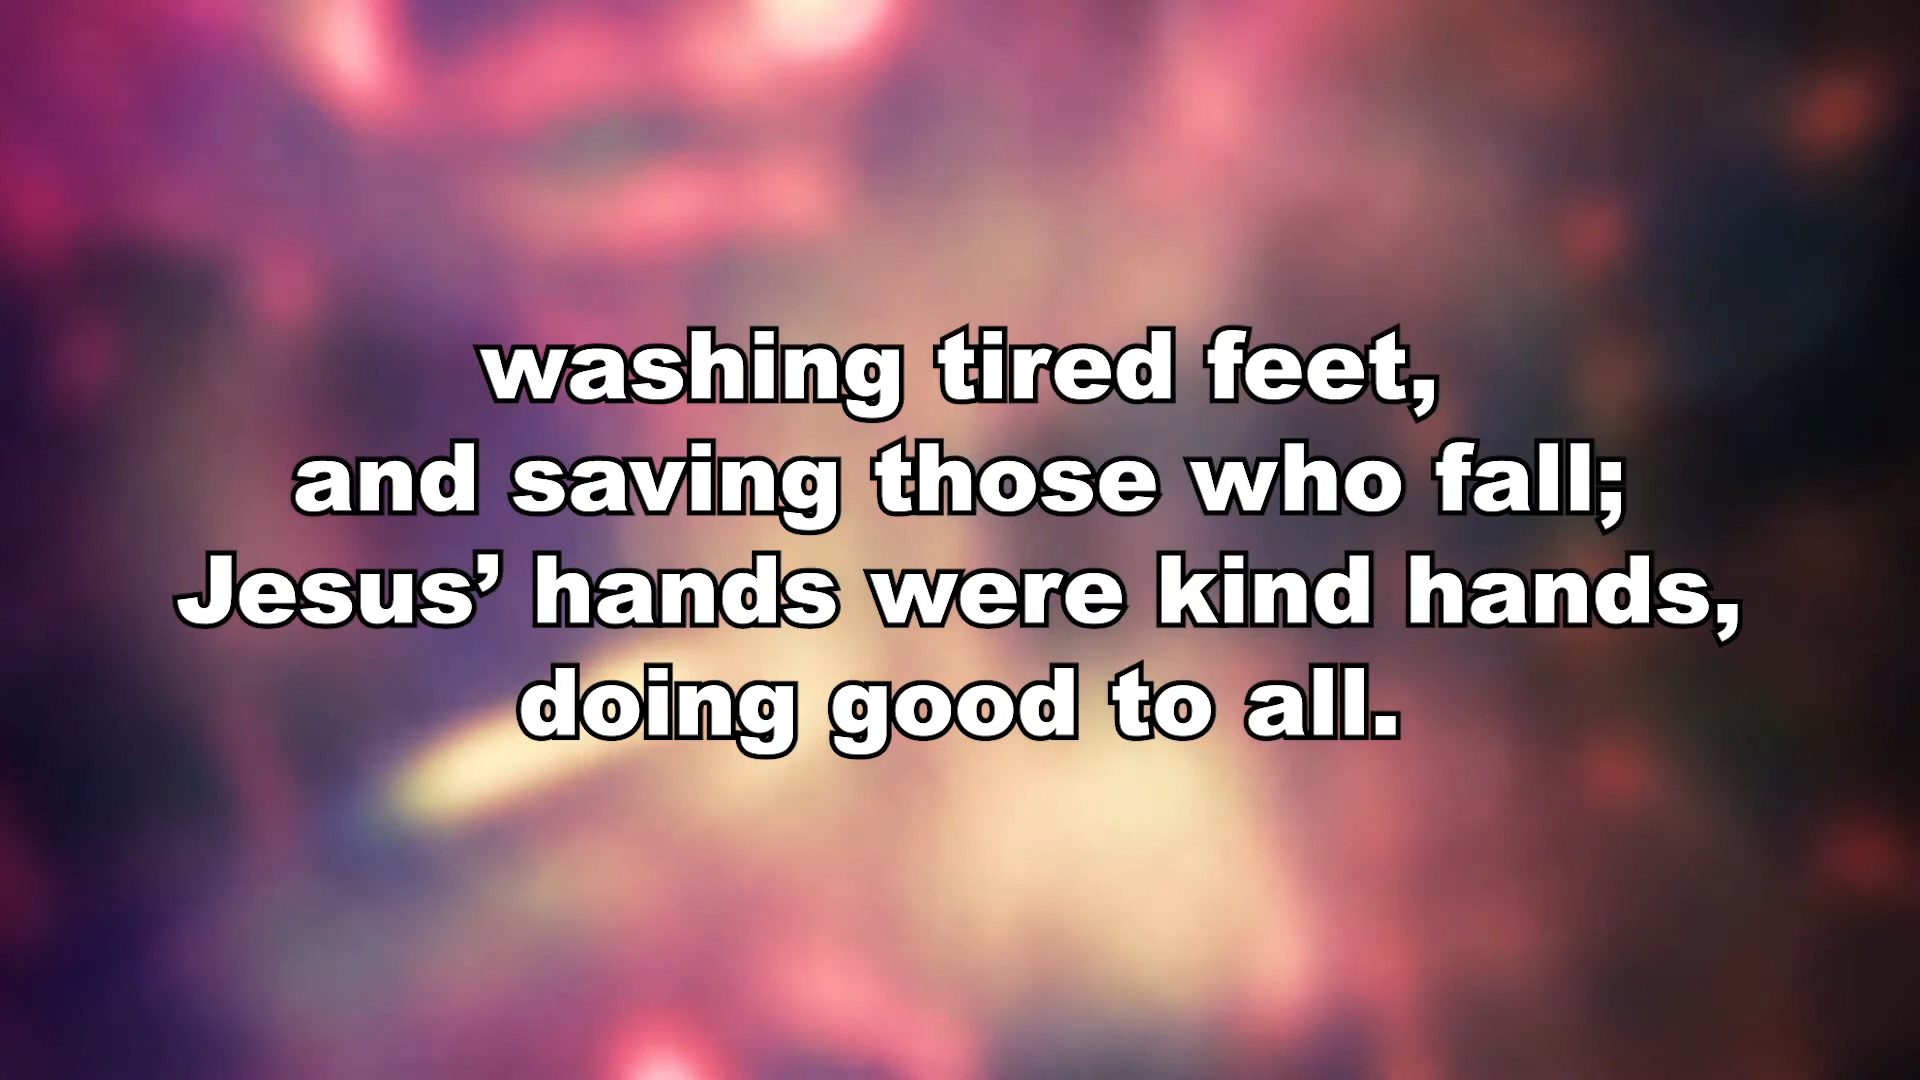 washing tired feet,
and saving those who fall;
Jesus’ hands were kind hands,
doing good to all.